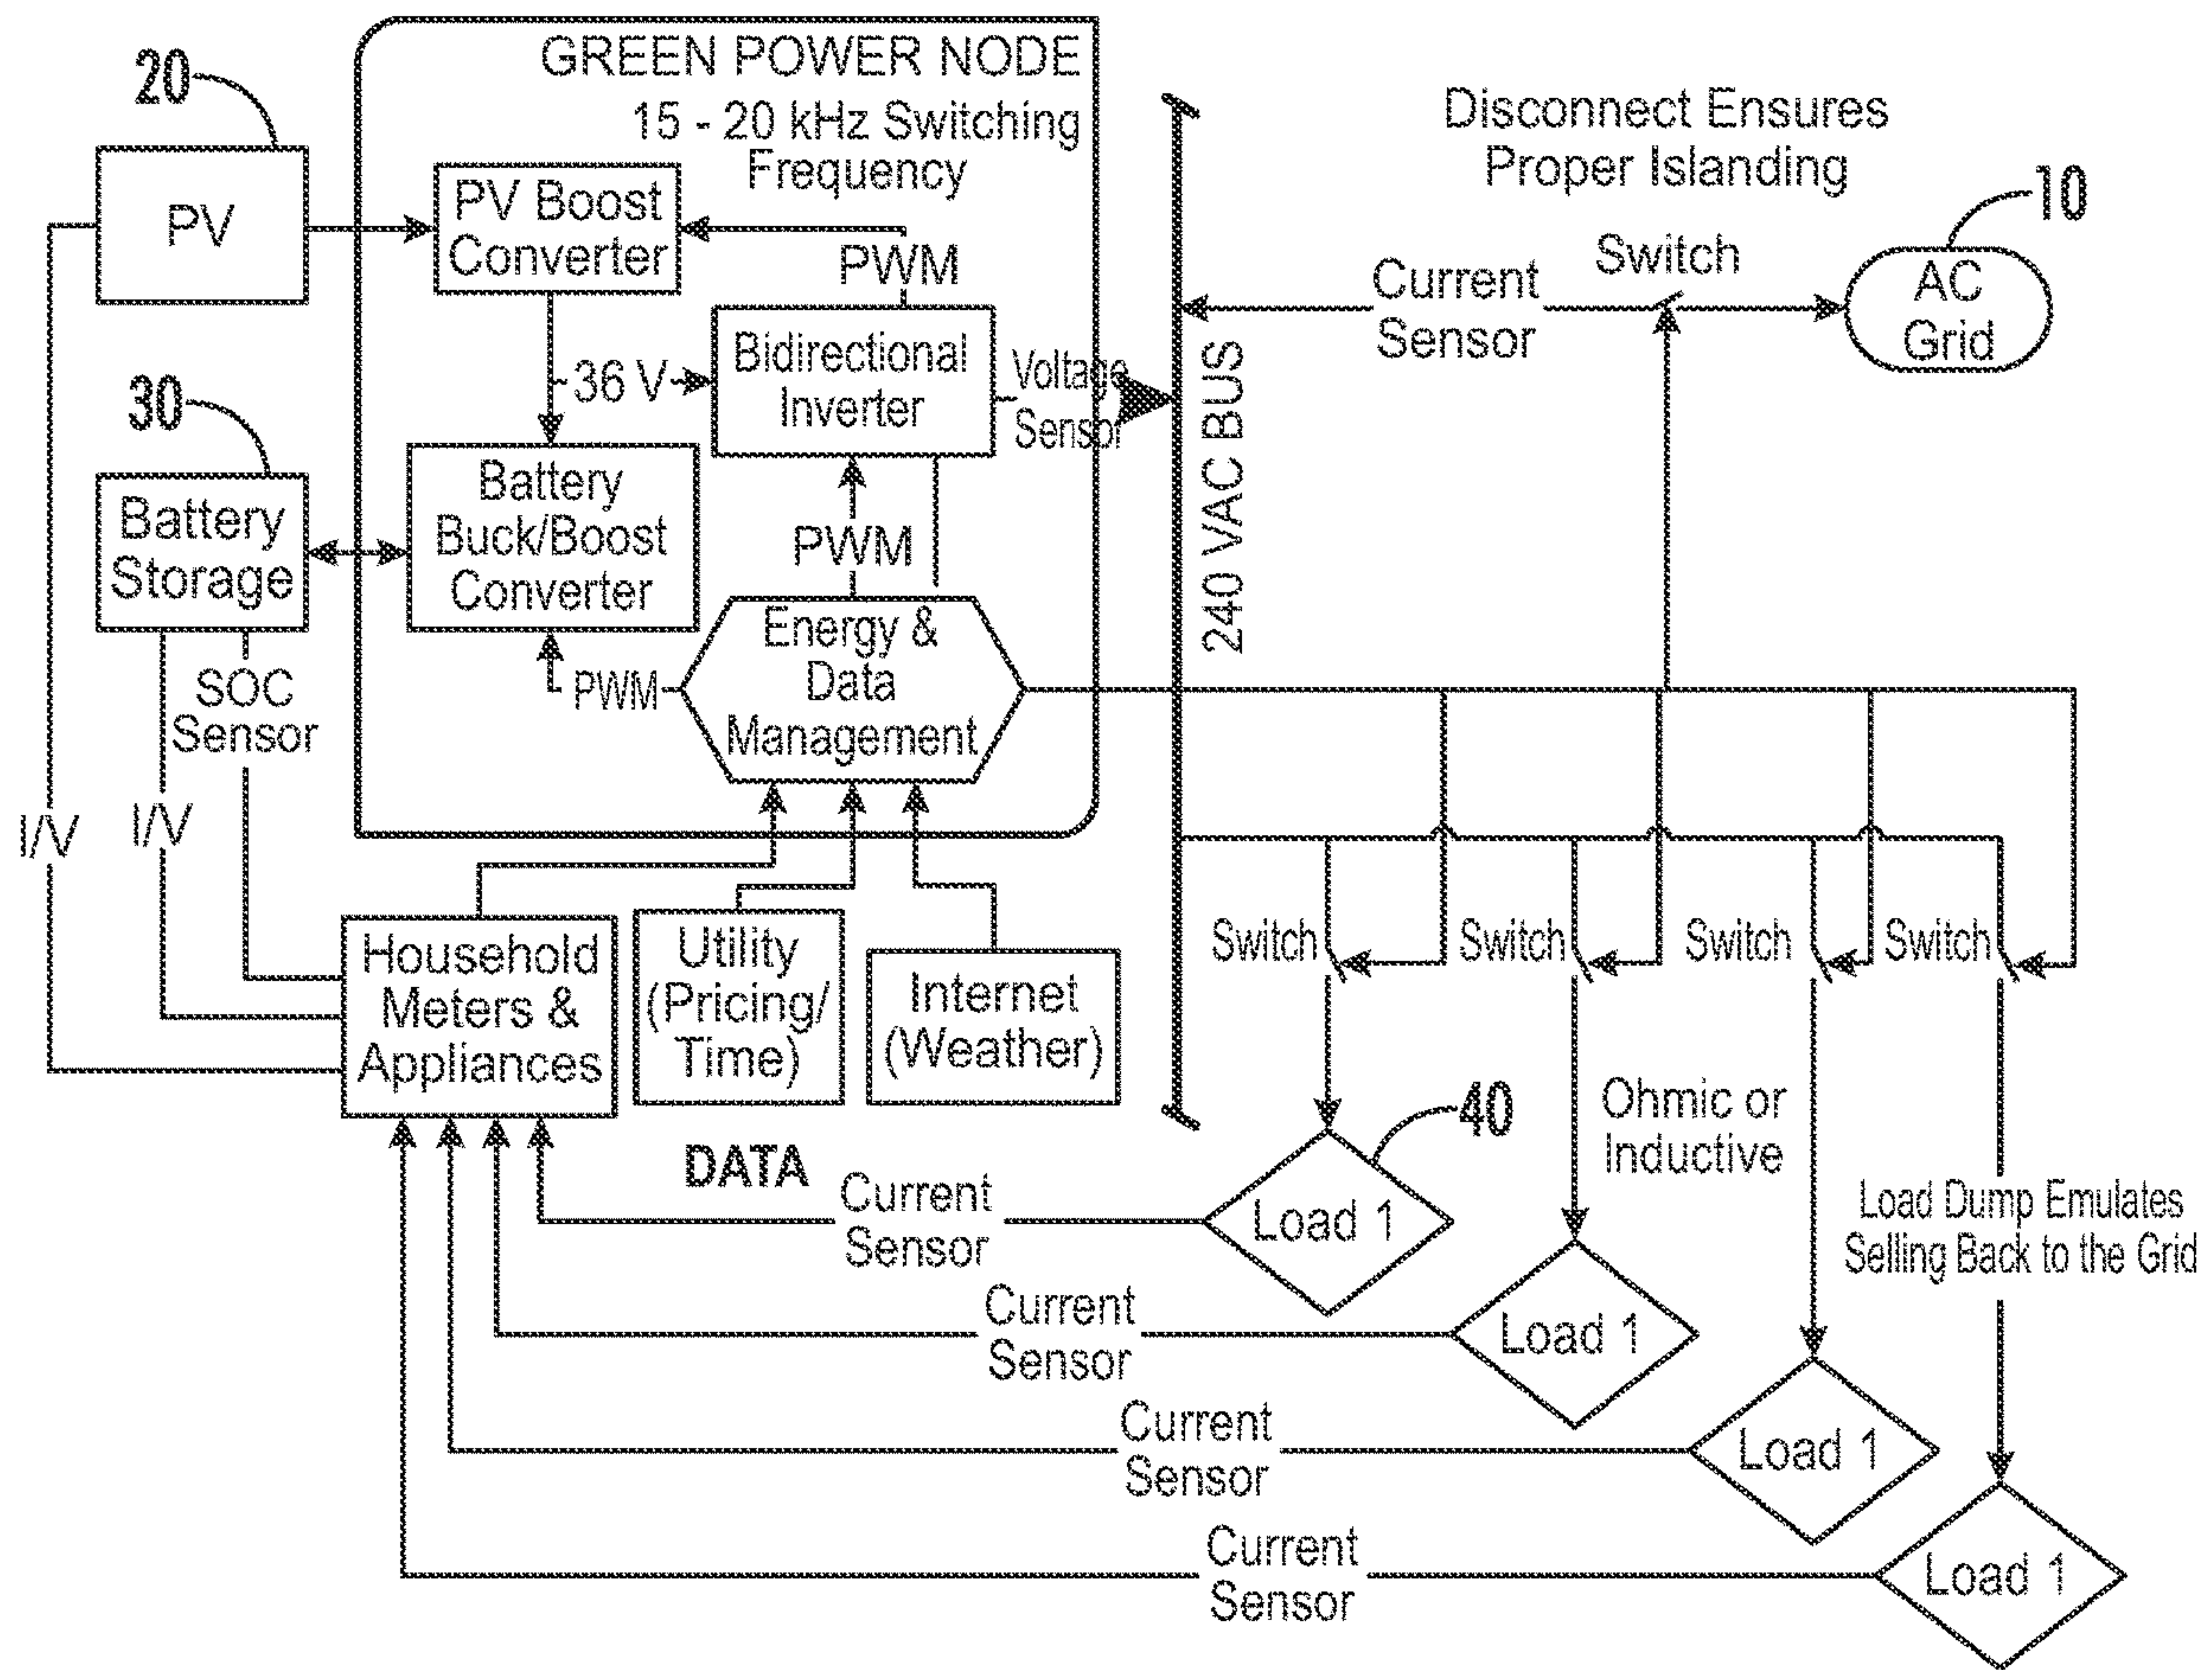 GREEN POWER NODE
15 - 20 kHz Switching
Frequency
20
PV
PV Boost
Converter
PWM
Disconnect Ensures
Proper Islanding
10
Switch
Current
Sensor
AC
Grid
36 V
Bidirectional
Inverter
Voltage
Sensor
240 VAC BUS
30
Battery
Storage
Battery
Buck/Boost
Converter
PWM
Energy &
Data
Management
PWM
SOC
Sensor
I/V
I/V
Household
Meters &
Appliances
Utility
(Pricing/
Time)
Internet
(Weather)
DATA
Switch
Switch
Switch
Switch
40
Ohmic or
Inductive
Load Dump Emulates
Selling Back to the Grid
Current
Sensor
Load 1
Current
Sensor
Load 1
Current
Sensor
Load 1
Current
Sensor
Load 1